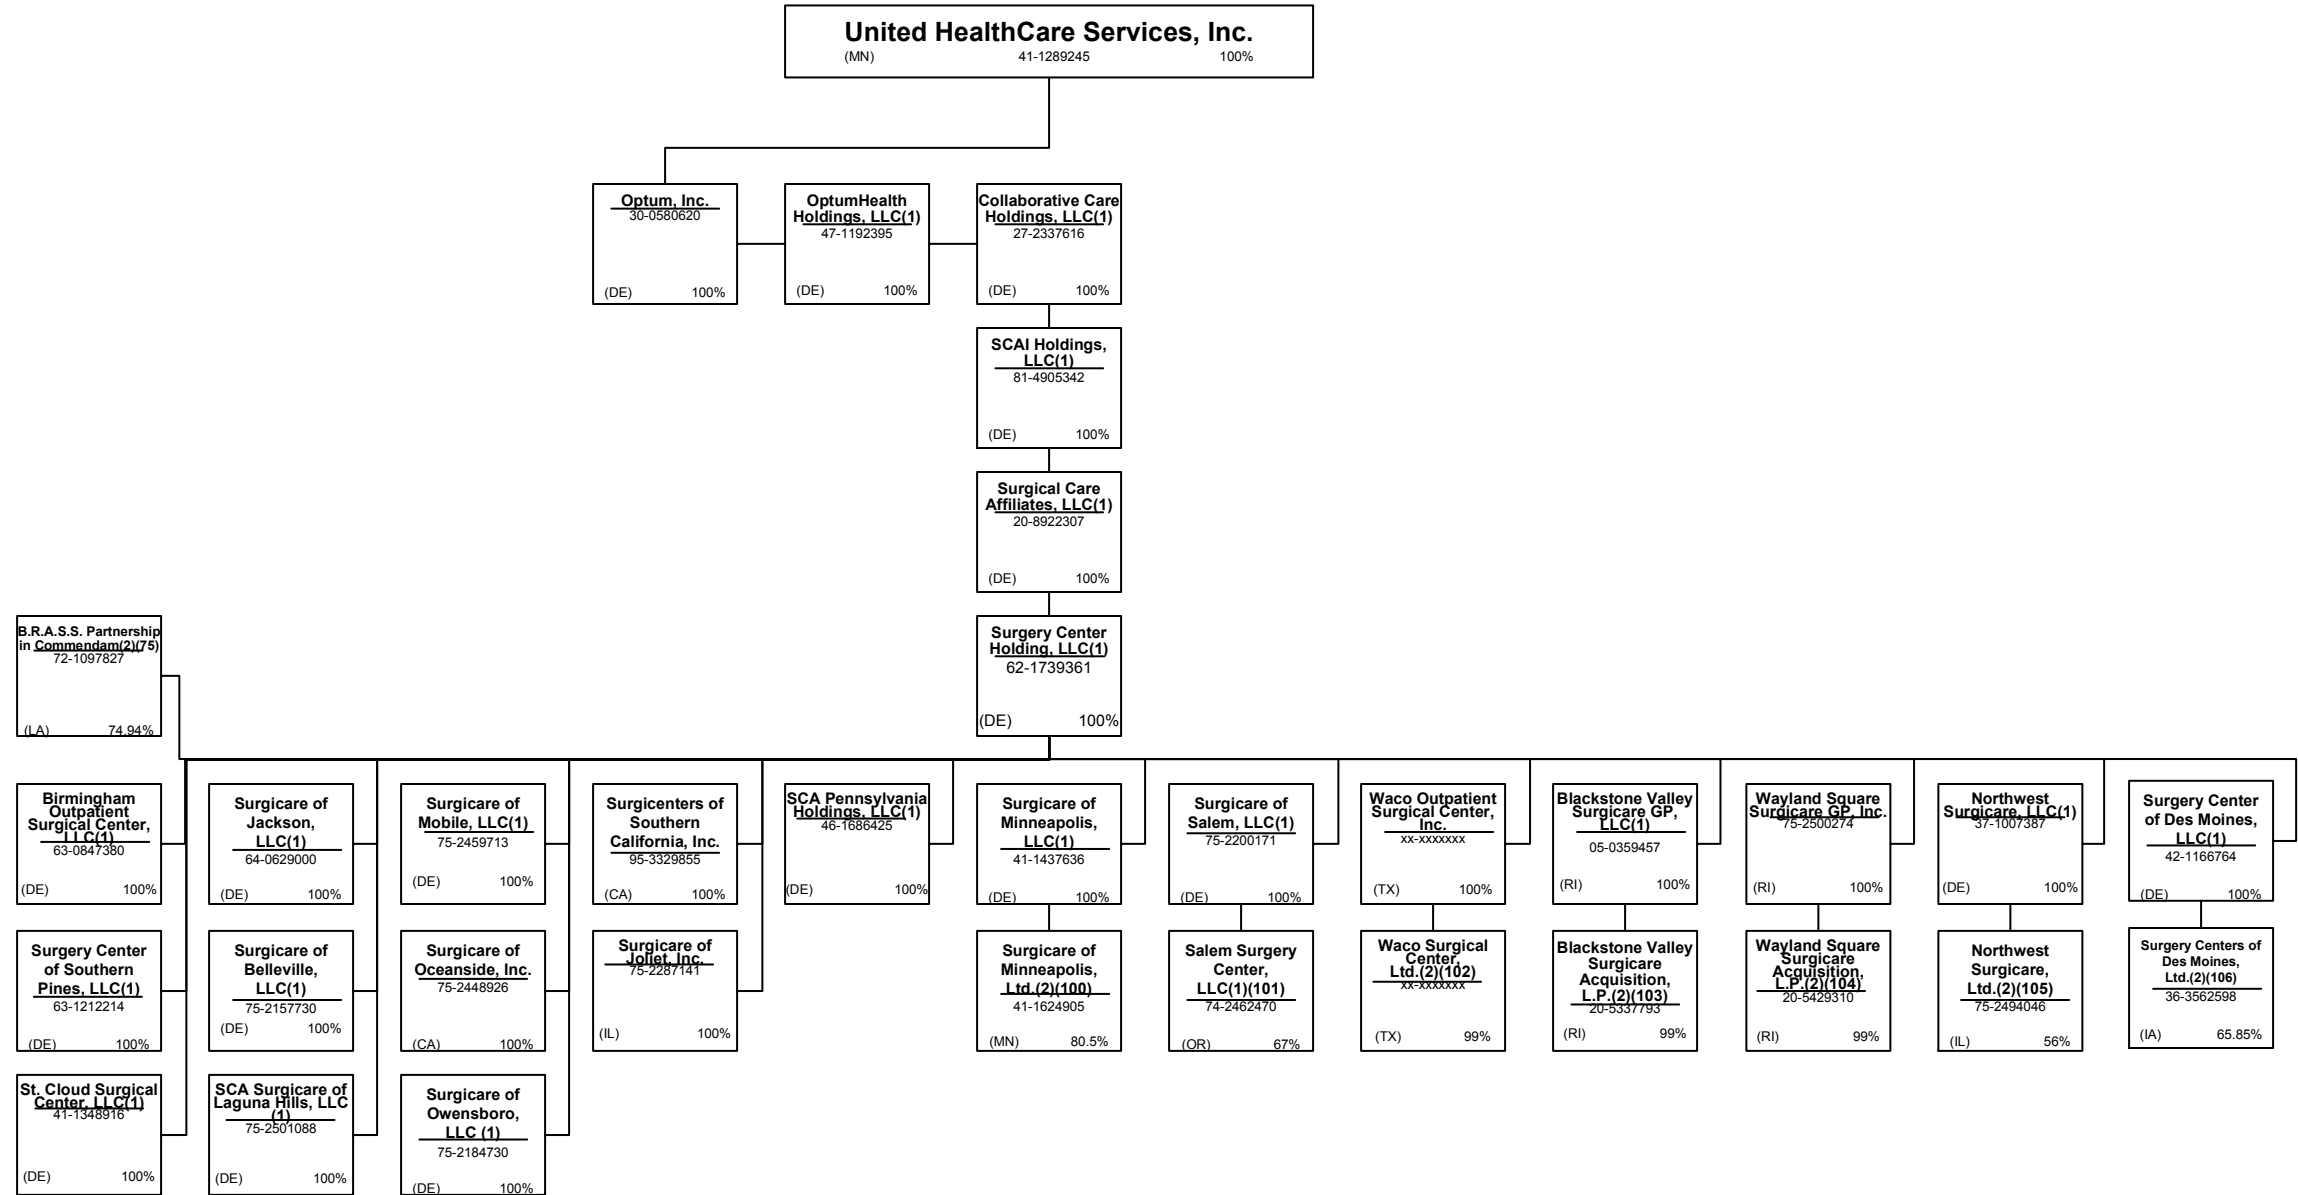 United HealthCare Services, Inc.
(MN) 41-1289245 100%
Optum, Inc.
30-0580620
(DE) 100%
OptumHealth
Holdings, LLC(1)
47-1192395
(DE) 100%
Collaborative Care
Holdings, LLC(1)
27-2337616
(DE) 100%
SCAI Holdings,
LLC(1)
81-4905342
(DE) 100%
Surgical Care
Affiliates, LLC(1)
20-8922307
(DE) 100%
Surgery Center
Holding, LLC(1)
62-1739361
(DE) 100%
B.R.A.S.S. Partnership
in Commendam(2)(75)
72-1097827
(LA) 74.94%
Birmingham
Outpatient
Surgical Center,
LLC(1)
63-0847380
(DE) 100%
Surgicare of
Jackson,
LLC(1)
64-0629000
(DE) 100%
Surgicare of
Mobile, LLC(1)
75-2459713
(DE) 100%
Surgicenters of
Southern
California, Inc.
95-3329855
(CA) 100%
SCA Pennsylvania
Holdings, LLC(1)
46-1686425
(DE) 100%
Surgicare of
Minneapolis,
LLC(1)
41-1437636
(DE) 100%
Surgicare of
Salem, LLC(1)
75-2200171
(DE) 100%
Waco Outpatient
Surgical Center,
Inc.
xx-xxxxxxx
(TX) 100%
Blackstone Valley
Surgicare GP,
LLC(1)
05-0359457
(RI) 100%
Wayland Square
Surgicare GP, Inc.
75-2500274
(RI) 100%
Northwest
Surgicare, LLC(1)
37-1007387
(DE) 100%
Surgery Center
of Des Moines,
LLC(1)
42-1166764
(DE) 100%
Surgery Center
of Southern
Pines, LLC(1)
63-1212214
(DE) 100%
Surgicare of
Belleville,
LLC(1)
75-2157730
(DE) 100%
Surgicare of
Oceanside, Inc.
75-2448926
(CA) 100%
Surgicare of
Joliet, Inc.
75-2287141
(IL) 100%
Surgicare of
Minneapolis,
Ltd.(2)(100)
41-1624905
(MN) 80.5%
Salem Surgery
Center,
LLC(1)(101)
74-2462470
(OR) 67%
Waco Surgical
Center,
Ltd.(2)(102)
xx-xxxxxxx
(TX) 99%
Blackstone Valley
Surgicare
Acquisition,
L.P.(2)(103)
20-5337793
(RI) 99%
Wayland Square
Surgicare
Acquisition,
L.P.(2)(104)
20-5429310
(RI) 99%
Northwest
Surgicare,
Ltd.(2)(105)
75-2494046
(IL) 56%
Surgery Centers of
Des Moines,
Ltd.(2)(106)
36-3562598
(IA) 65.85%
St. Cloud Surgical
Center, LLC(1)
41-1348916
(DE) 100%
SCA Surgicare of
Laguna Hills, LLC
(1)
75-2501088
(DE) 100%
Surgicare of
Owensboro,
LLC (1)
75-2184730
(DE) 100%